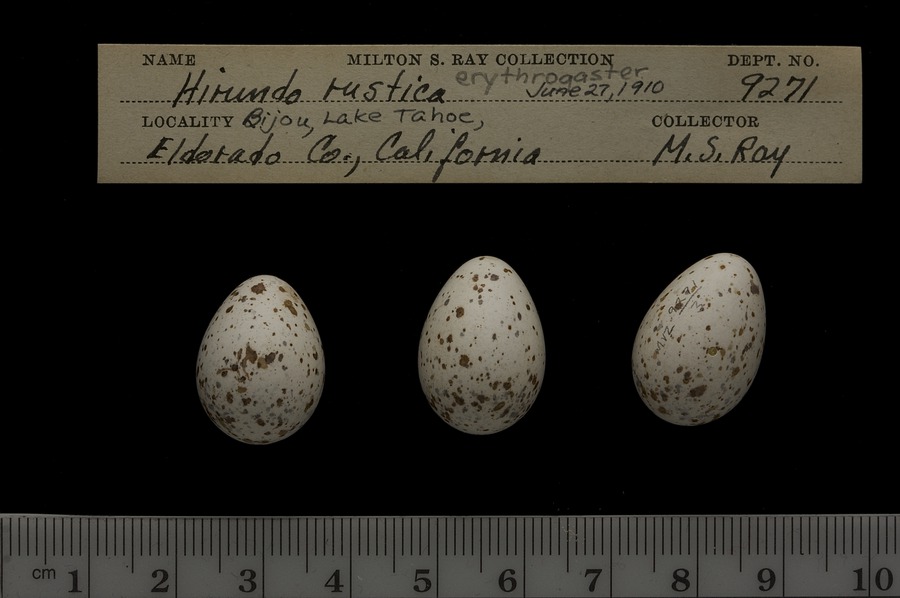 NAME MILTON S. RAY COLLECTION DEPT. NO.
Hirundo rustica erythrogaster June 27, 1910 9271
LOCALITY Bijou, Lake Tahoe, COLLECTOR
Eldorado Co., California M.S. Ray
MVZ
cm 1 2 3 4 5 6 7 8 9 10